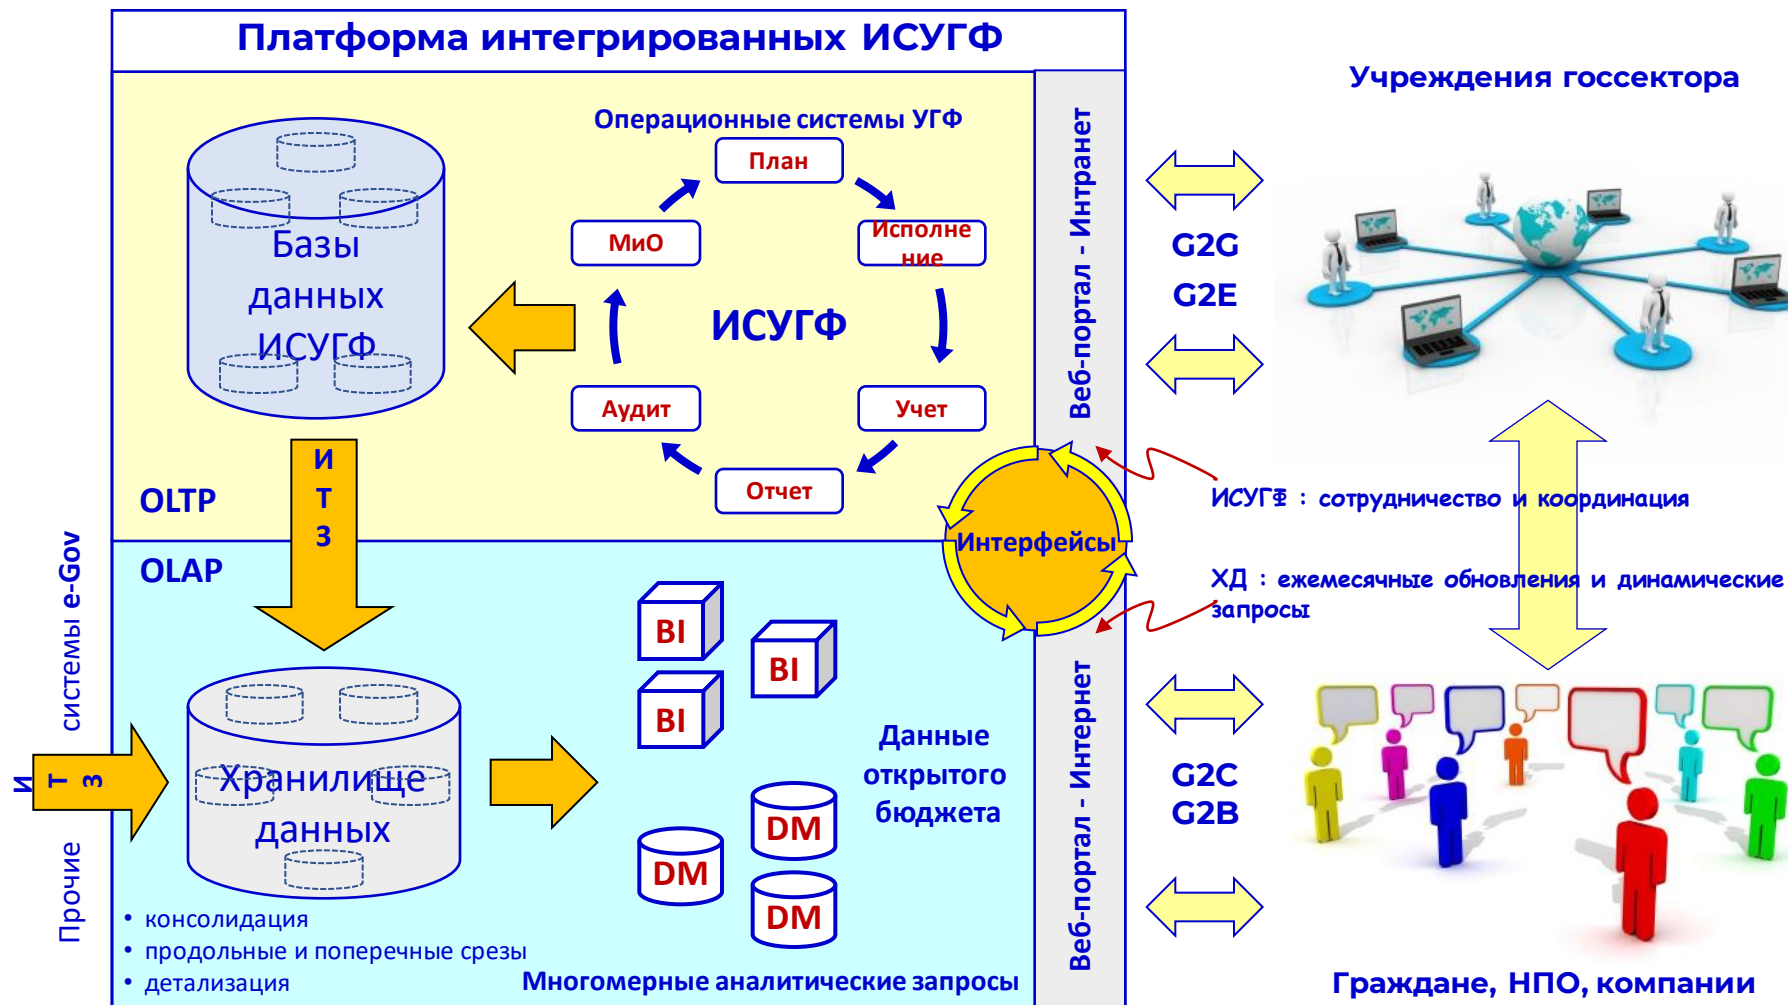 Платформа интегрированных ИСУГФ
Учреждения госсектора
Операционные системы УГФ
План
Исполне
ние
Учет
Отчет
Аудит
МиО
ИСУГФ
Базы
данных
ИСУГФ
И
Т
З
OLTP
OLAP
Веб-портал - Интранет
G2G
G2E
Интерфейсы
ИСУГФ : сотрудничество и координация
ХД : ежемесячные обновления и динамические
запросы
Прочие системы e-Gov
И
Т
З
Хранилище
данных
BI
BI
BI
DM
DM
DM
Данные
открытого
бюджета
• консолидация
• продольные и поперечные срезы
• детализация
Многомерные аналитические запросы
Веб-портал - Интернет
G2C
G2B
Граждане, НПО, компании